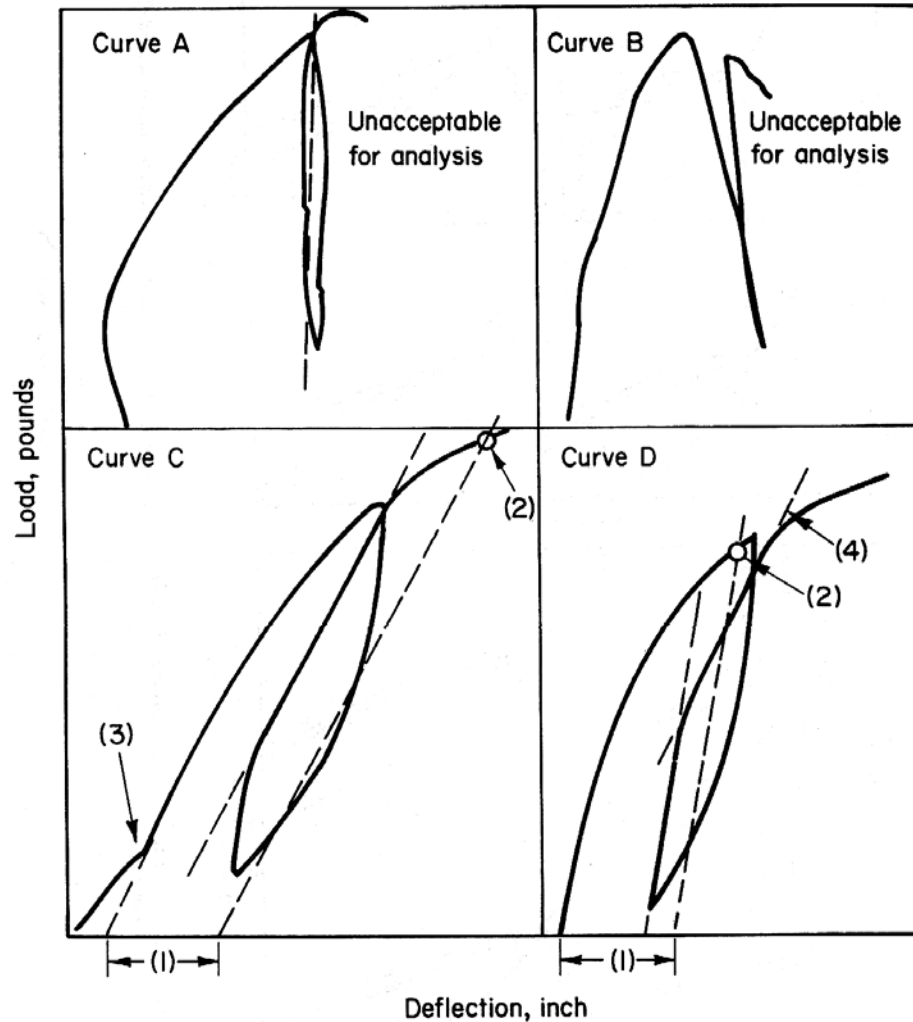 Curve A
Unacceptable
for analysis
Curve B
Unacceptable
for analysis
Load, pounds
Curve C
(2)
(3)
(1)
Curve D
(4)
(2)
(1)
Deflection, inch